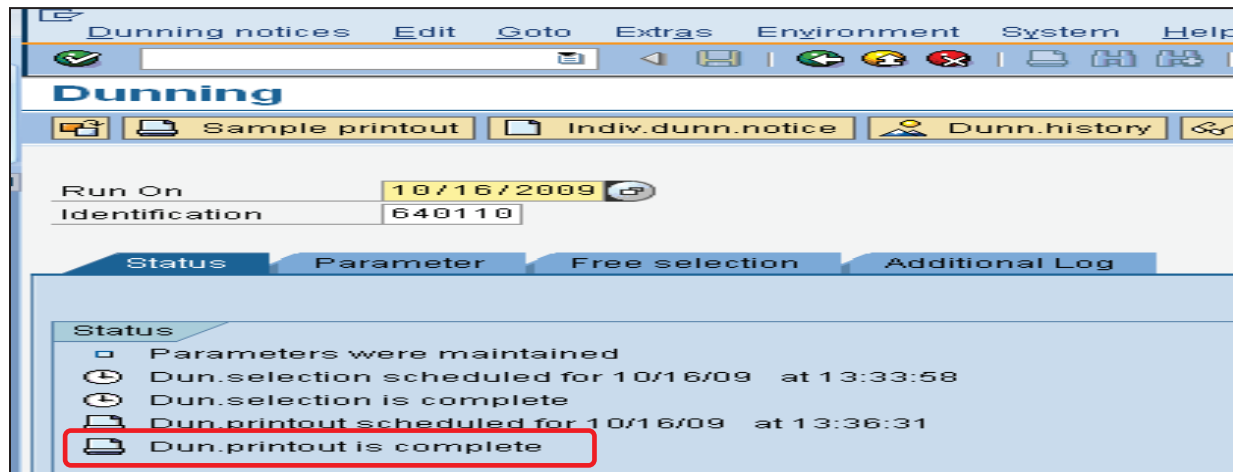 Dunning notices Edit Goto Extras Environment System Help
Dunning
Sample printout Indiv.dunn.notice Dunn.history
Run On 10/16/2009
Identification 640110
Status Parameter Free selection Additional Log
Status
Parameters were maintained
Dun.selection scheduled for 10/16/09 at 13:33:58
Dun.selection is complete
Dun.printout scheduled for 10/16/09 at 13:36:31
Dun.printout is complete